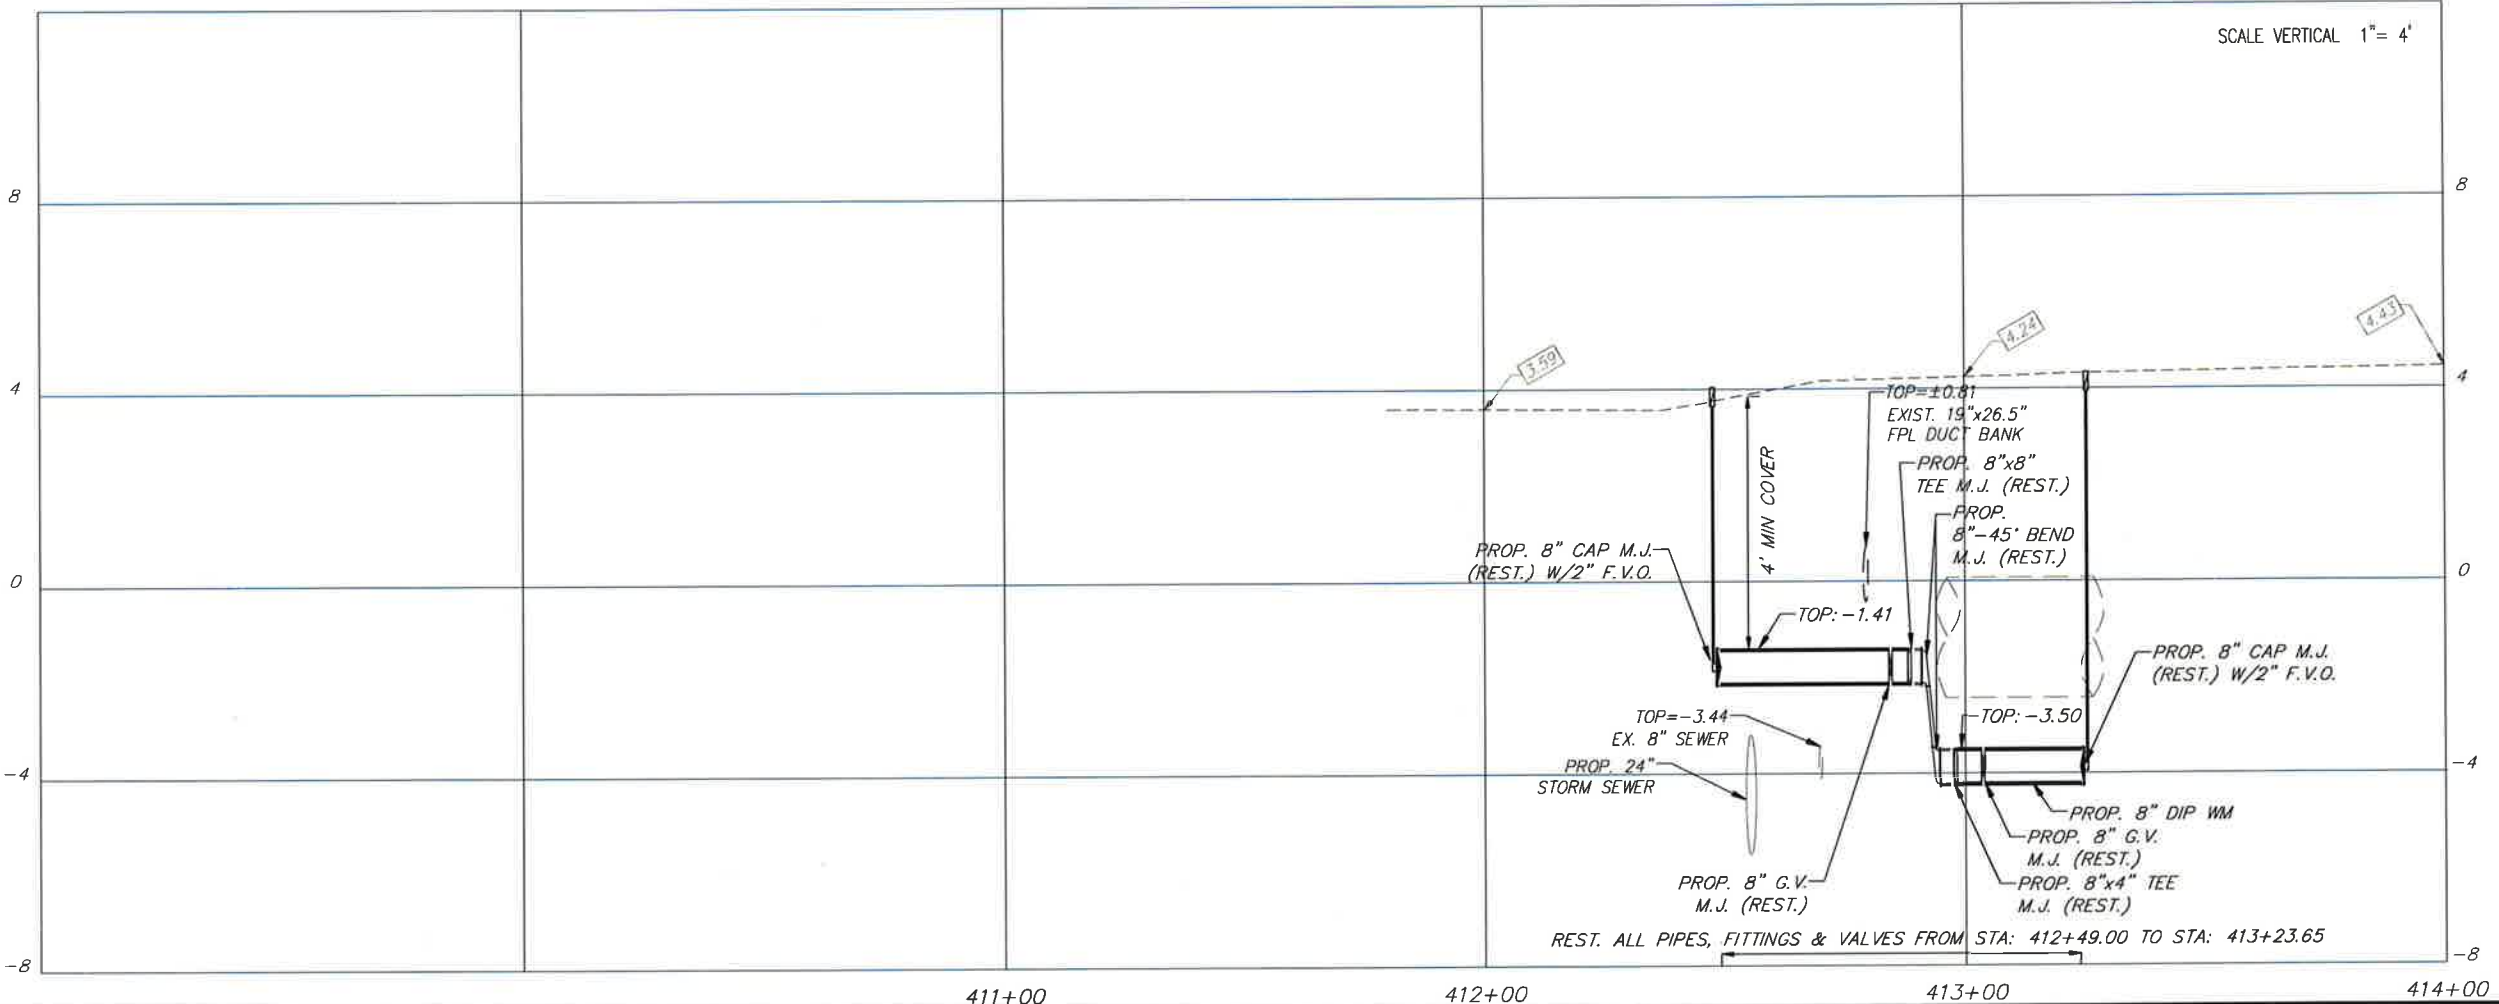 SCALE VERTICAL 1"= 4'
8
8
4.43
4.24
3.59
4
4
TOP=±0.81
EXIST. 19"x26.5"
FPL DUCT BANK
4' MIN COVER
PROP. 8"x8"
TEE M.J. (REST.)
PROP.
8"-45° BEND
M.J. (REST.)
PROP. 8" CAP M.J.
(REST.) W/2" F.V.O.
0
0
TOP: -1.41
PROP. 8" CAP M.J.
(REST.) W/2" F.V.O.
TOP=-3.44
EX. 8" SEWER
TOP: -3.50
PROP. 24"
STORM SEWER
-4
-4
PROP. 8" DIP WM
PROP. 8" G.V.
M.J. (REST.)
PROP. 8"x4" TEE
M.J. (REST.)
PROP. 8" G.V.
M.J. (REST.)
REST. ALL PIPES, FITTINGS & VALVES FROM STA: 412+49.00 TO STA: 413+23.65
-8
-8
411+00
412+00
413+00
414+00